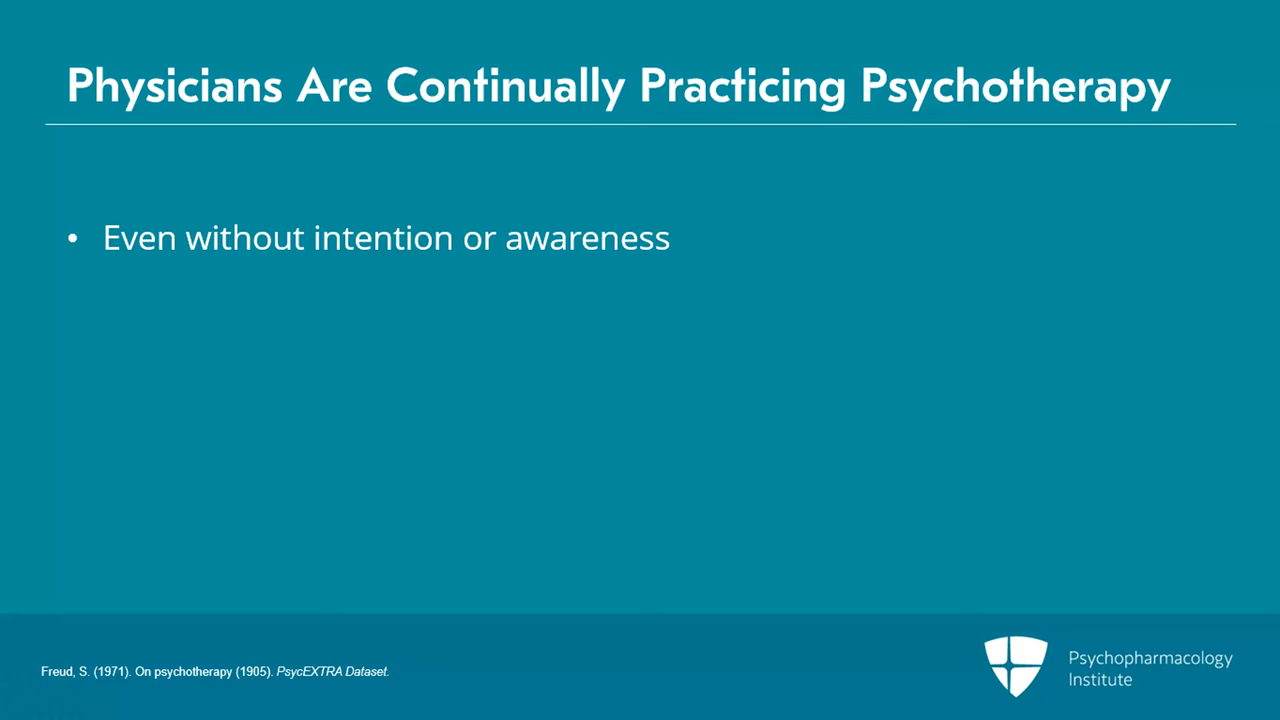 Physicians Are Continually Practicing Psychotherapy
• Even without intention or awareness
Freud, S. (1971). On psychotherapy (1905). PsycEXTRA Dataset.
Psychopharmacology
Institute